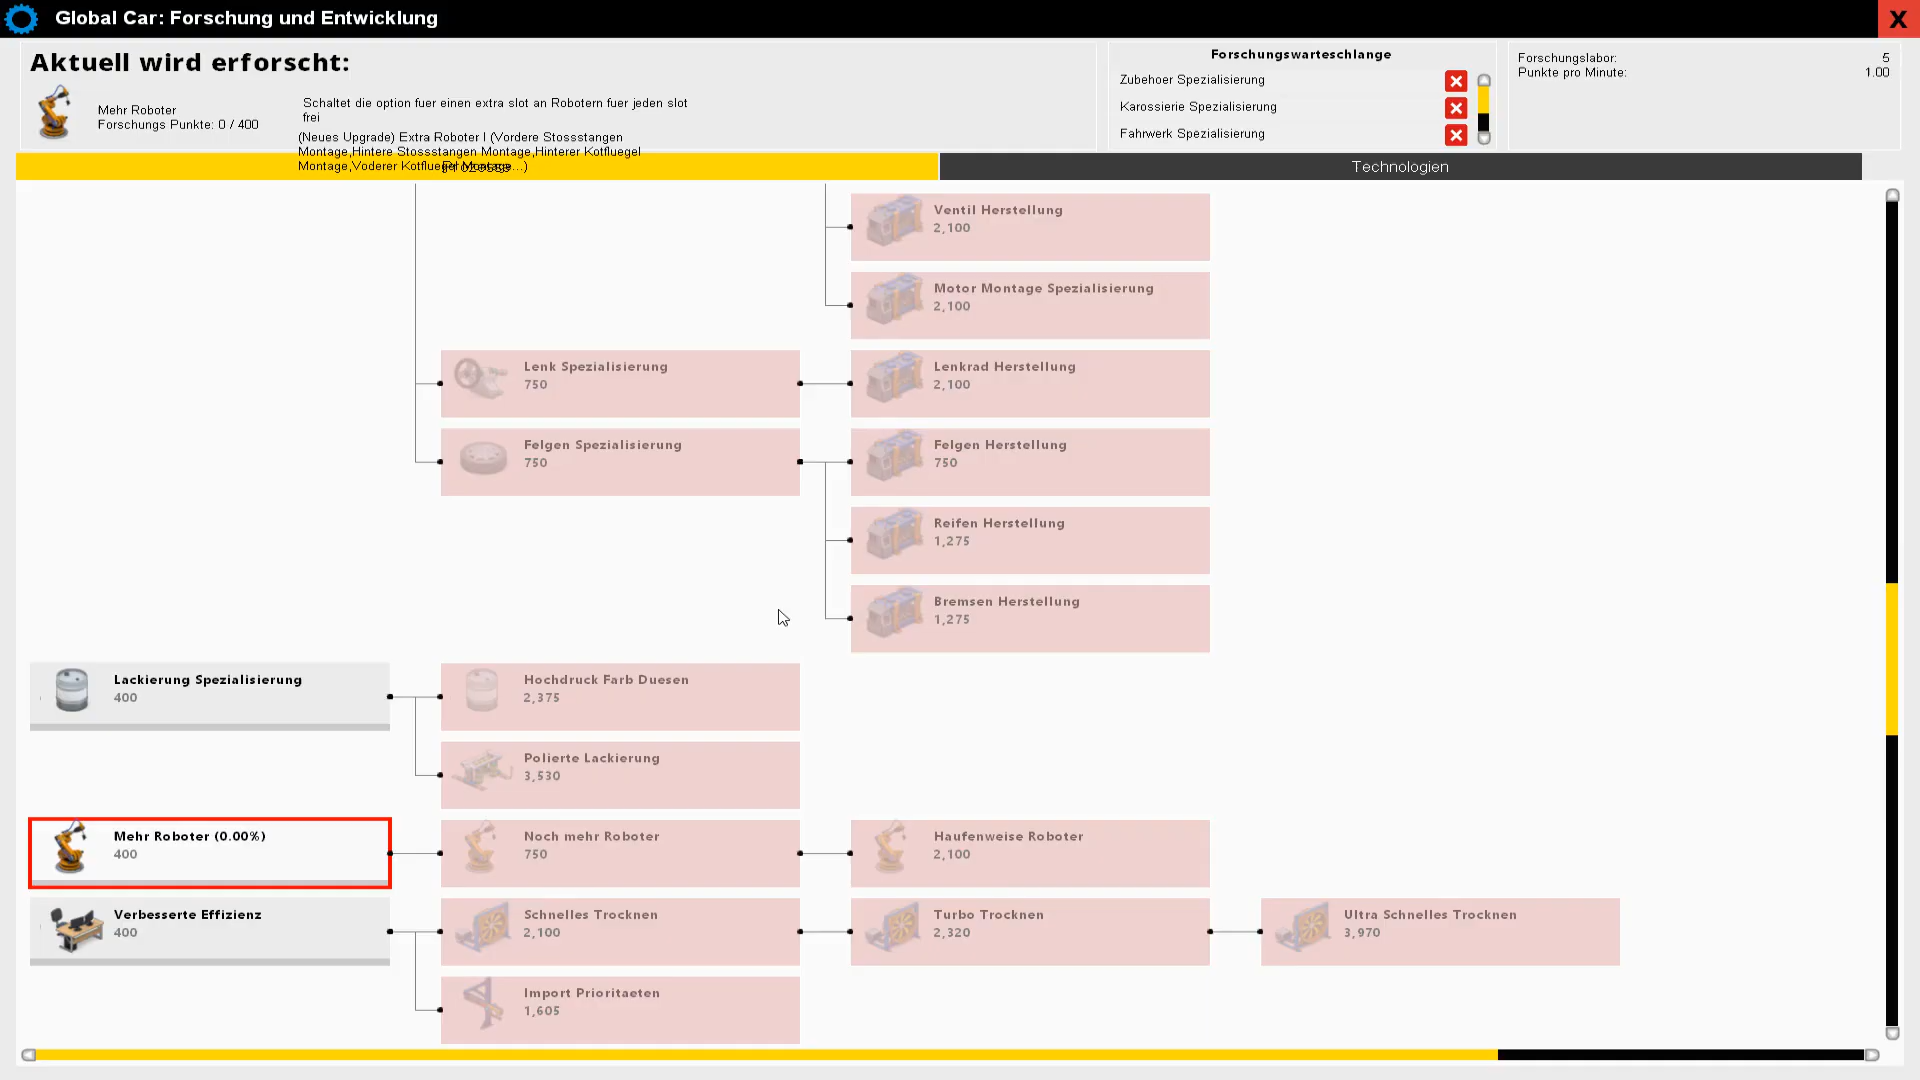 Global Car: Forschung und Entwicklung
X
Aktuell wird erforscht:
Mehr Roboter
Forschungs Punkte: 0 / 400
Schaltet die option fuer einen extra slot an Robotern fuer jeden slot
frei
(Neues Upgrade) Extra Roboter I (Vordere Stossstangen
Montage,Hintere Stossstangen Montage,Hinterer Kotfluegel
Montage,Voderer Kotfluegel Montage...)
Forschungswarteschlange
Zubehoer Spezialisierung
Karossierie Spezialisierung
Fahrwerk Spezialisierung
Forschungslabor: 5
Punkte pro Minute: 1.00
Prozesse
Technologien
Ventil Herstellung
2,100
Motor Montage Spezialisierung
2,100
Lenk Spezialisierung
750
Lenkrad Herstellung
2,100
Felgen Spezialisierung
750
Felgen Herstellung
750
Reifen Herstellung
1,275
Bremsen Herstellung
1,275
Lackierung Spezialisierung
400
Hochdruck Farb Duesen
2,375
Polierte Lackierung
3,530
Mehr Roboter (0.00%)
400
Noch mehr Roboter
750
Haufenweise Roboter
2,100
Verbesserte Effizienz
400
Schnelles Trocknen
2,100
Turbo Trocknen
2,320
Ultra Schnelles Trocknen
3,970
Import Prioritaeten
1,605